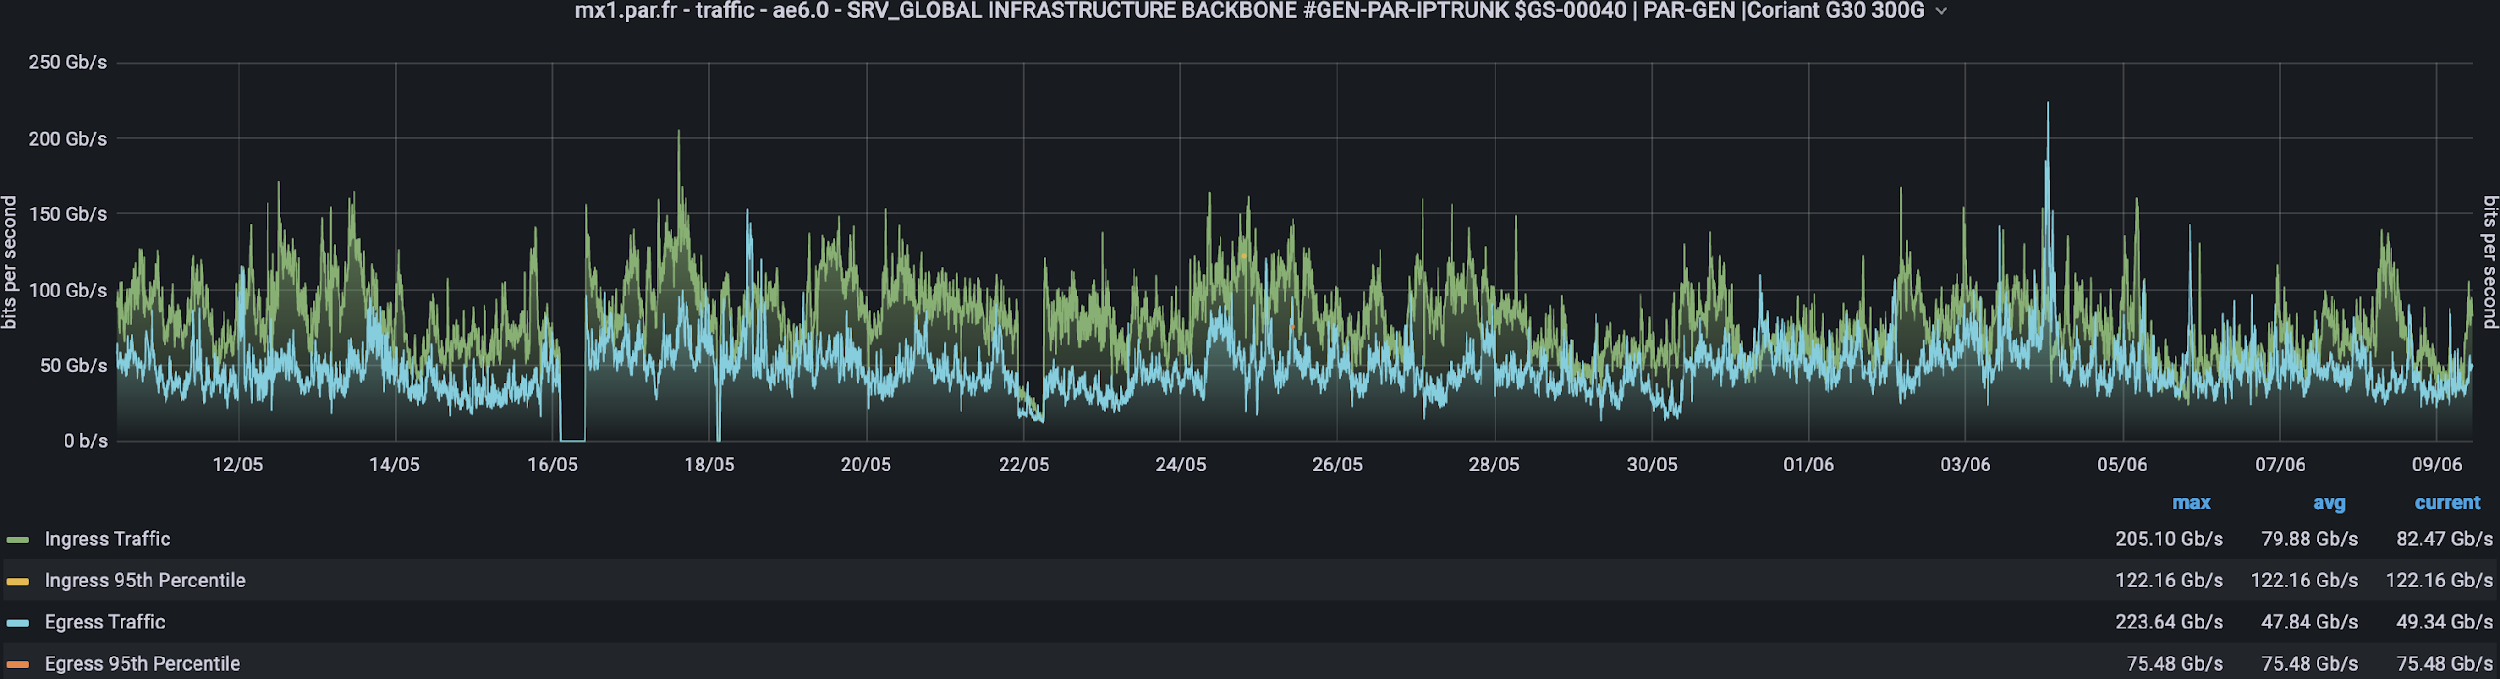 mx1.par.fr - traffic - ae6.0 - SRV_GLOBAL INFRASTRUCTURE BACKBONE #GEN-PAR-IPTRUNK $GS-00040 | PAR-GEN |Coriant G30 300G
250 Gb/s
200 Gb/s
150 Gb/s
100 Gb/s
50 Gb/s
0 b/s
bits per second
bits per second
12/05 14/05 16/05 18/05 20/05 22/05 24/05 26/05 28/05 30/05 01/06 03/06 05/06 07/06 09/06
max avg current
Ingress Traffic 205.10 Gb/s 79.88 Gb/s 82.47 Gb/s
Ingress 95th Percentile 122.16 Gb/s 122.16 Gb/s 122.16 Gb/s
Egress Traffic 223.64 Gb/s 47.84 Gb/s 49.34 Gb/s
Egress 95th Percentile 75.48 Gb/s 75.48 Gb/s 75.48 Gb/s